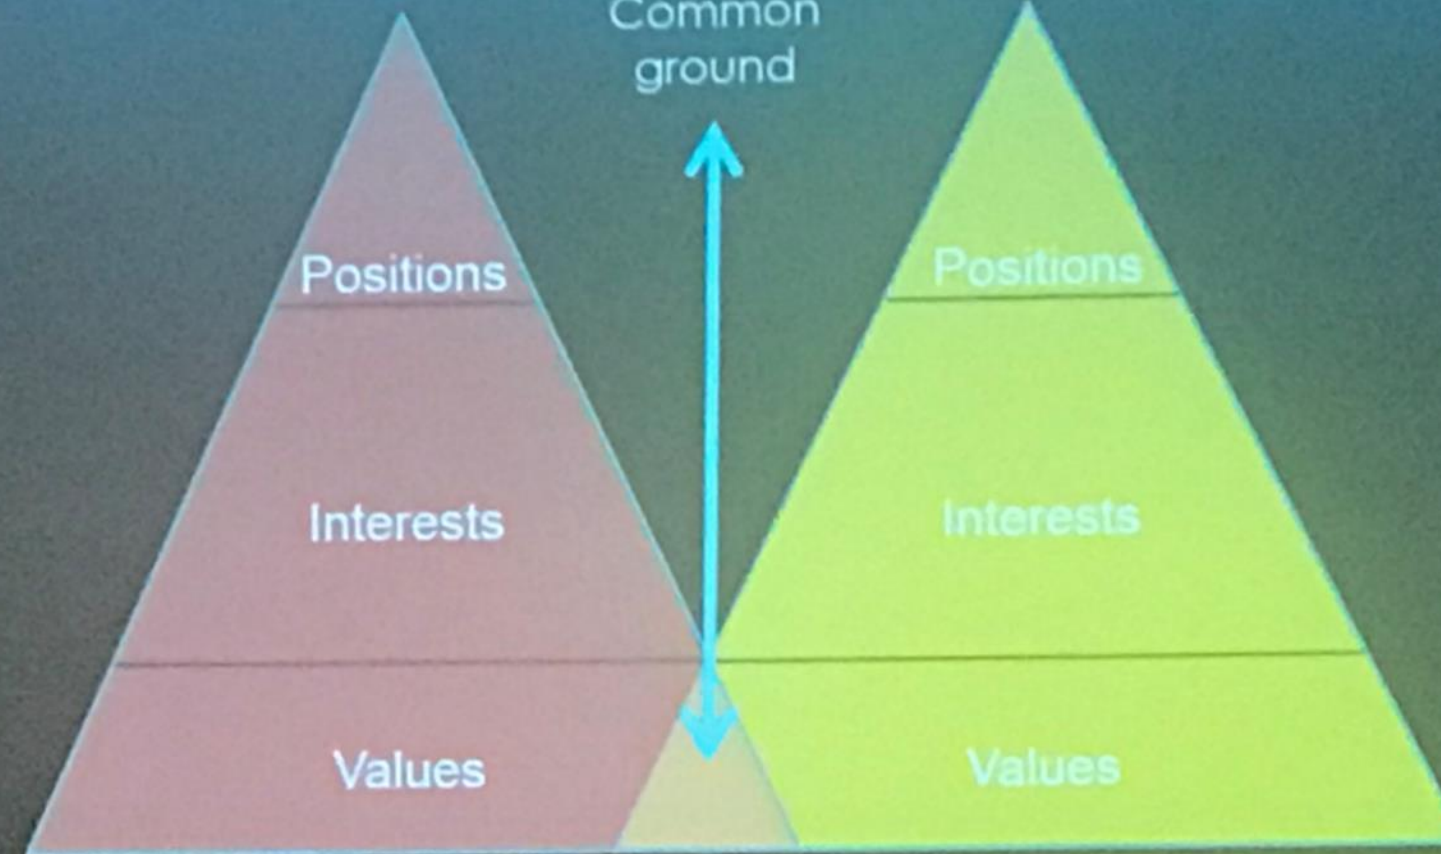 Common
ground
Positions
Positions
Interests
Interests
Values
Values